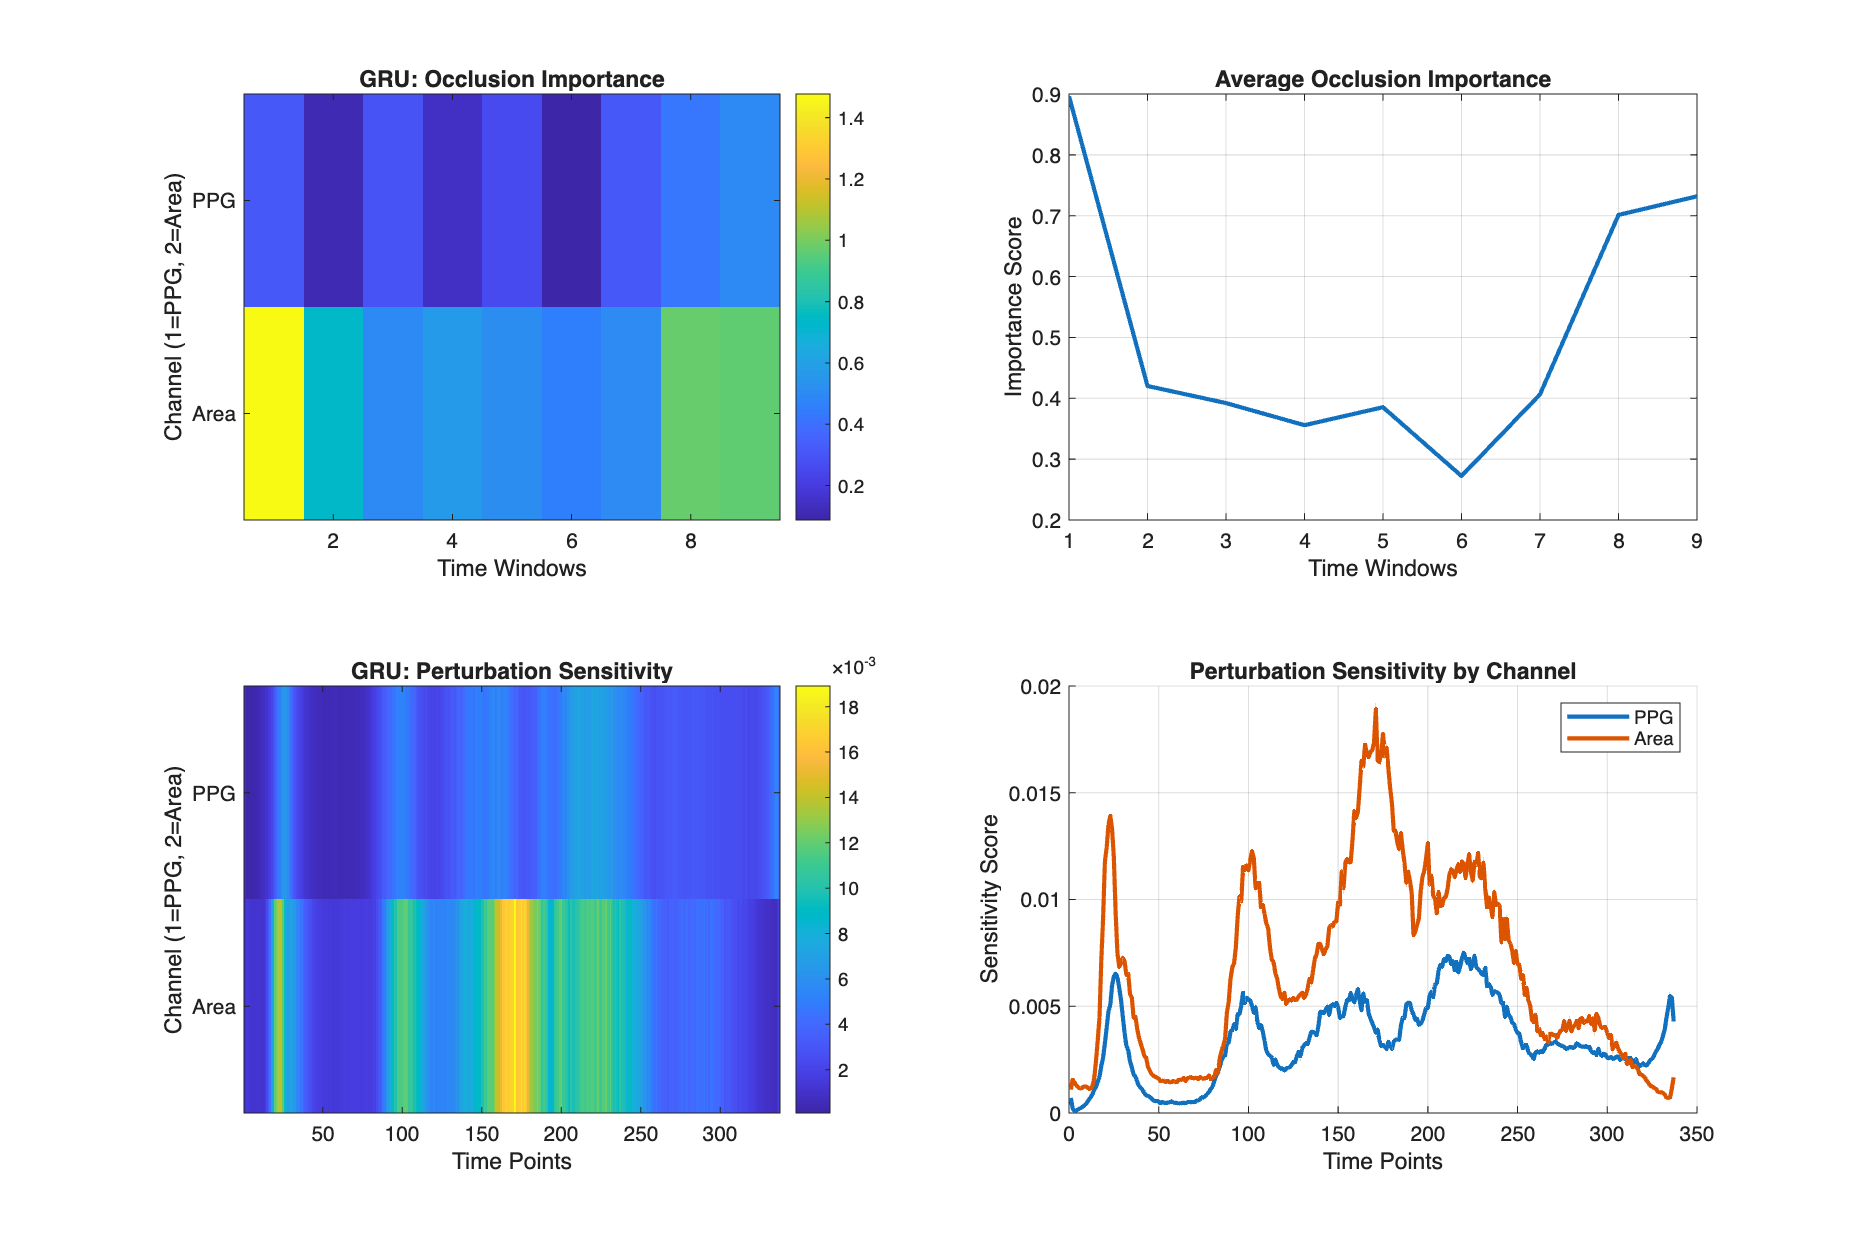 GRU: Occlusion Importance
Channel (1=PPG, 2=Area)
PPG
Area
2 4 6 8
Time Windows
1.4
1.2
1
0.8
0.6
0.4
0.2
Average Occlusion Importance
Importance Score
0.9
0.8
0.7
0.6
0.5
0.4
0.3
0.2
1 2 3 4 5 6 7 8 9
Time Windows
GRU: Perturbation Sensitivity
×10-3
Channel (1=PPG, 2=Area)
PPG
Area
50 100 150 200 250 300
Time Points
18
16
14
12
10
8
6
4
2
Perturbation Sensitivity by Channel
Sensitivity Score
0.02
0.015
0.01
0.005
0
PPG
Area
0 50 100 150 200 250 300 350
Time Points